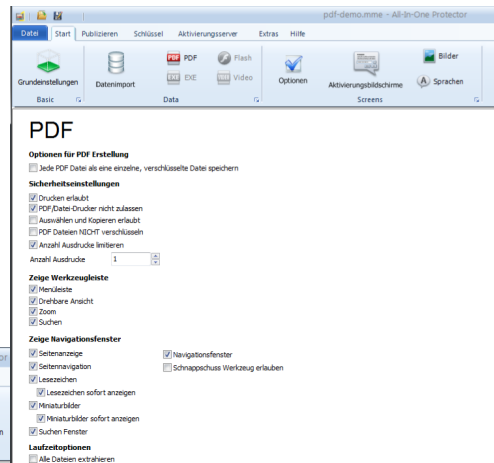 pdf-demo.mme - All-In-One Protector
Datei Start Publizieren Schlüssel Aktivierungsserver Extras Hilfe
Grundeinstellungen
Basic
Datenimport
PDF PDF
EXE EXE
Flash
Video
Data
Optionen
Aktivierungsbildschirme
Bilder
A Sprachen
Screens
PDF
Optionen für PDF Erstellung
Jede PDF Datei als eine einzelne, verschlüsselte Datei speichern
Sicherheitseinstellungen
Drucken erlaubt
PDF/Datei-Drucker nicht zulassen
Auswählen und Kopieren erlaubt
PDF Dateien NICHT verschlüsseln
Anzahl Ausdrucke limitieren
Anzahl Ausdrucke 1
Zeige Werkzeugleiste
Menüleiste
Drehbare Ansicht
Zoom
Suchen
Zeige Navigationsfenster
Seitenanzeige Navigationsfenster
Seitennavigation Schnappschuss Werkzeug erlauben
Lesezeichen
Lesezeichen sofort anzeigen
Miniaturbilder
Miniaturbilder sofort anzeigen
Suchen Fenster
Laufzeitoptionen
Alle Dateien extrahieren